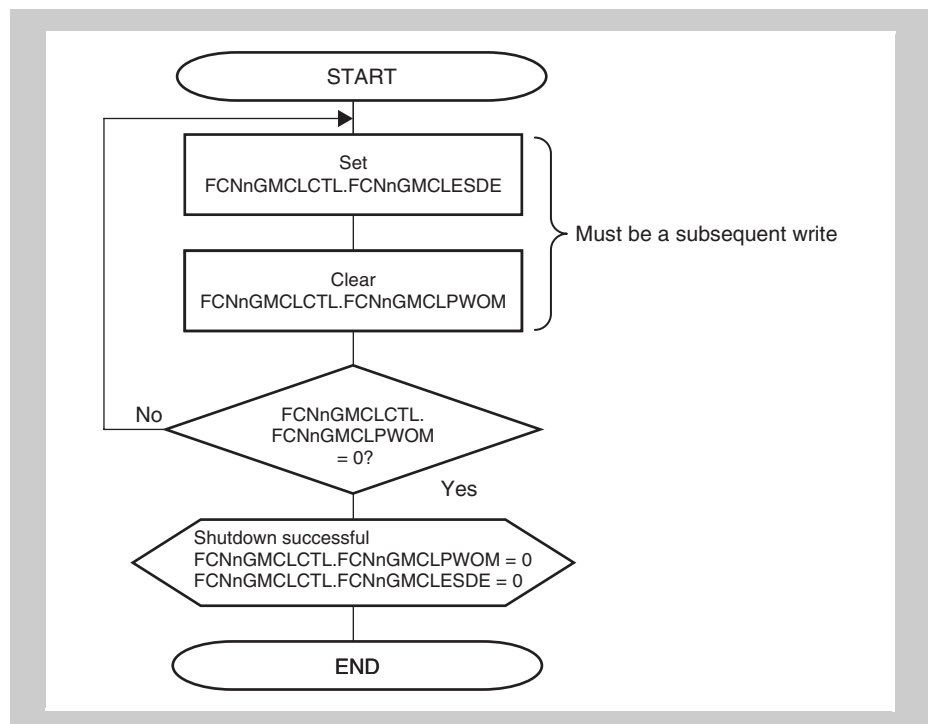 START
Set
FCNnGMCLCTL.FCNnGMCLESDE
Must be a subsequent write
Clear
FCNnGMCLCTL.FCNnGMCLPWOM
No
FCNnGMCLCTL.
FCNnGMCLPWOM
= 0?
Yes
Shutdown successful
FCNnGMCLCTL.FCNnGMCLPWOM = 0
FCNnGMCLCTL.FCNnGMCLESDE = 0
END